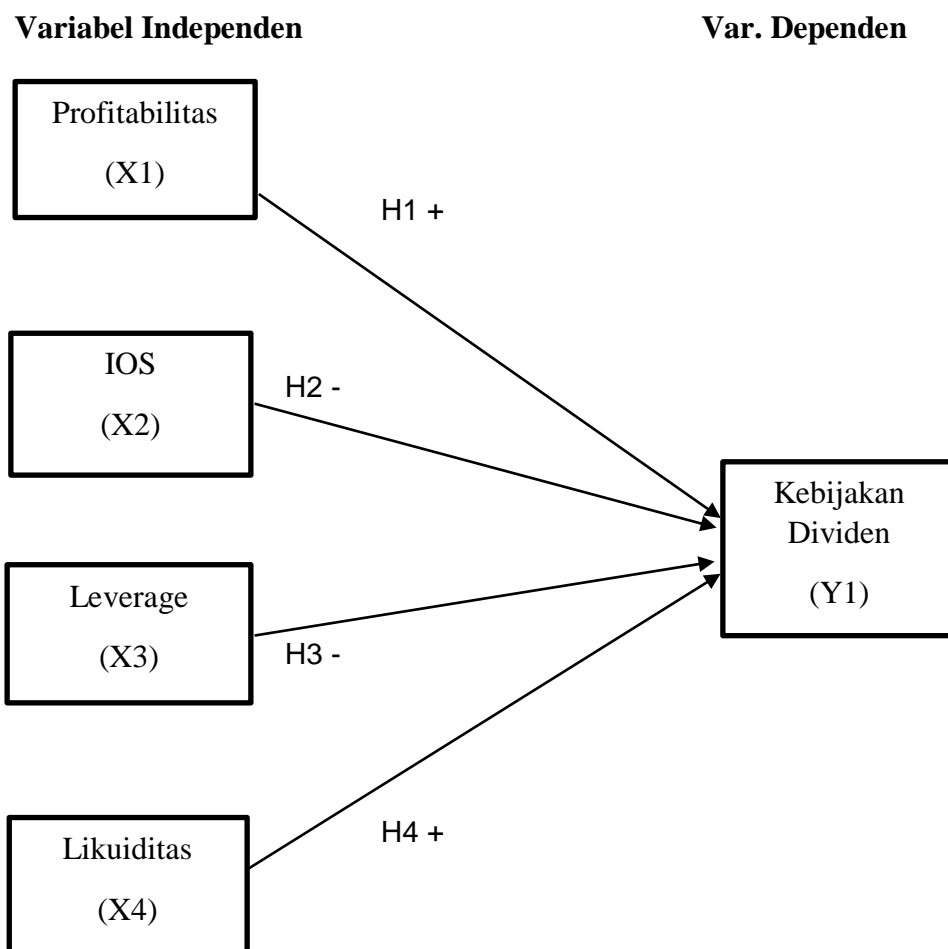 Variabel Independen
Var. Dependen
Profitabilitas
(X1)
H1 +
IOS
(X2)
H2 -
Kebijakan
Dividen
(Y1)
Leverage
(X3)
H3 -
H4 +
Likuiditas
(X4)